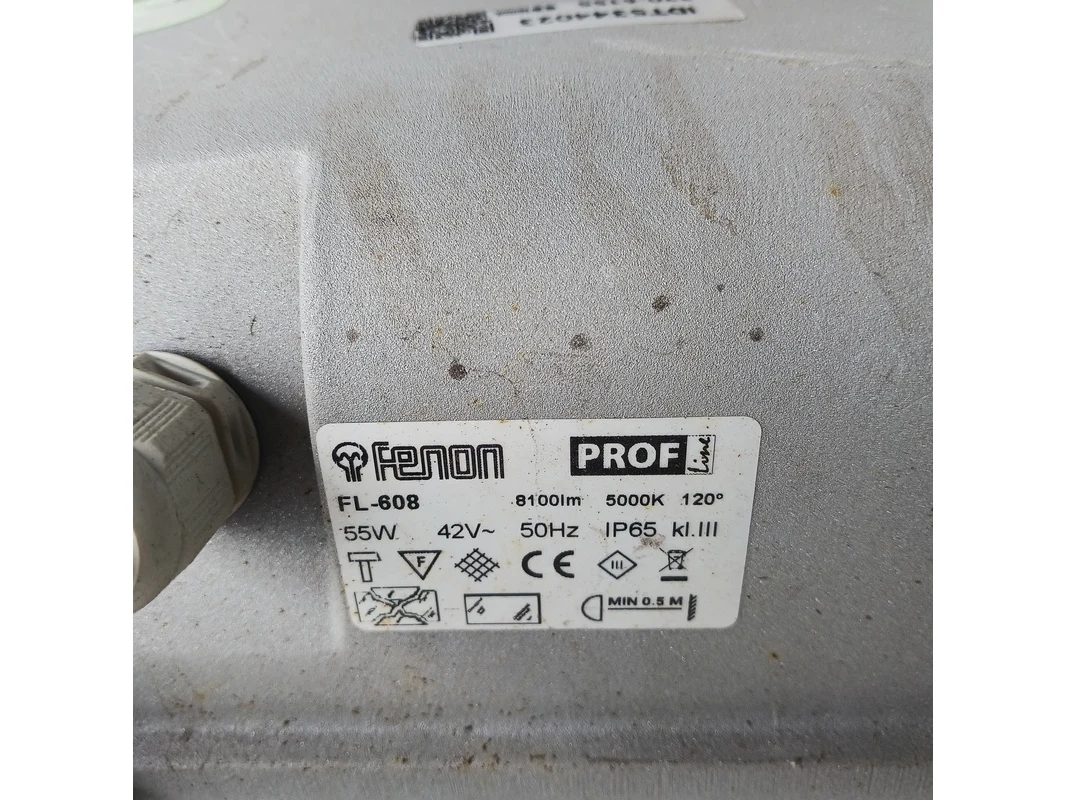 IDT5344023
Fenon PROF Line
FL-608 8100lm 5000K 120°
55W 42V~ 50Hz IP65 kl.III
T F CE III
MIN 0.5 M